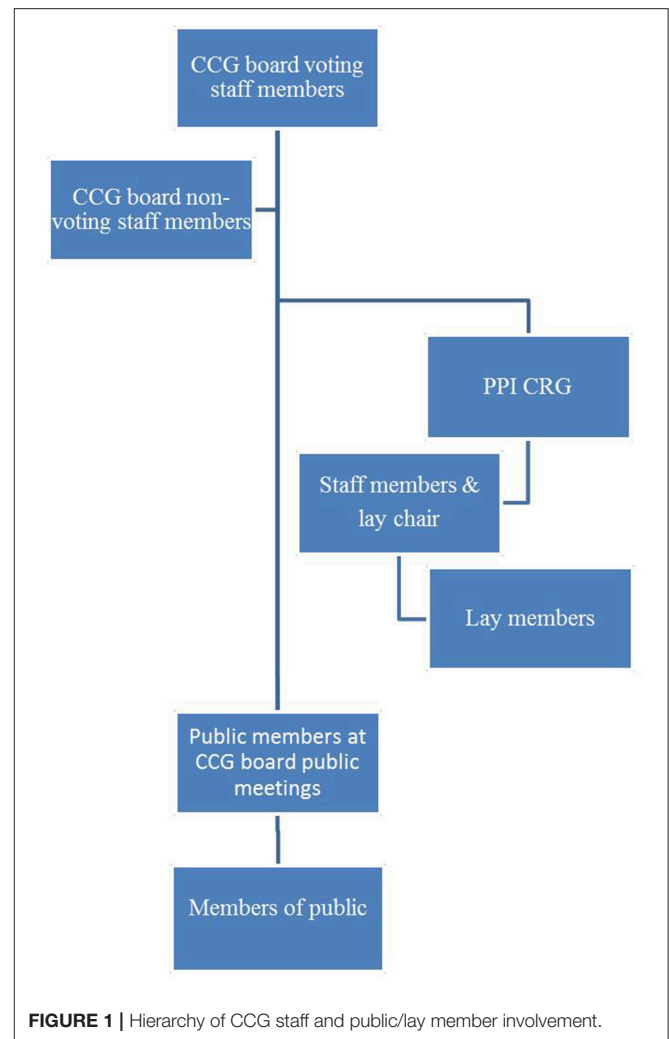 CCG board voting
staff members
CCG board non-
voting staff members
PPI CRG
Staff members &
lay chair
Lay members
Public members at
CCG board public
meetings
Members of public
FIGURE 1 | Hierarchy of CCG staff and public/lay member involvement.